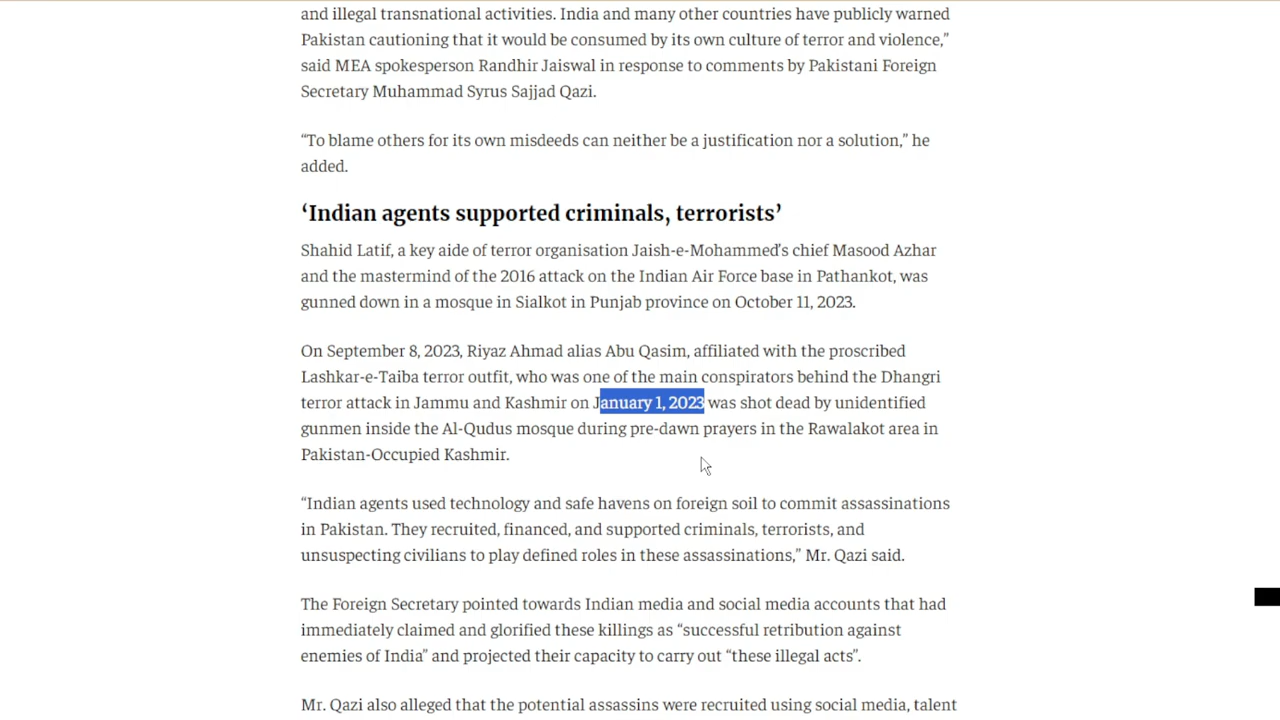 and illegal transnational activities. India and many other countries have publicly warned
Pakistan cautioning that it would be consumed by its own culture of terror and violence,”
said MEA spokesperson Randhir Jaiswal in response to comments by Pakistani Foreign
Secretary Muhammad Syrus Sajjad Qazi.
“To blame others for its own misdeeds can neither be a justification nor a solution,” he
added.
‘Indian agents supported criminals, terrorists’
Shahid Latif, a key aide of terror organisation Jaish-e-Mohammed’s chief Masood Azhar
and the mastermind of the 2016 attack on the Indian Air Force base in Pathankot, was
gunned down in a mosque in Sialkot in Punjab province on October 11, 2023.
On September 8, 2023, Riyaz Ahmad alias Abu Qasim, affiliated with the proscribed
Lashkar-e-Taiba terror outfit, who was one of the main conspirators behind the Dhangri
terror attack in Jammu and Kashmir on January 1, 2023 was shot dead by unidentified
gunmen inside the Al-Qudus mosque during pre-dawn prayers in the Rawalakot area in
Pakistan-Occupied Kashmir.
“Indian agents used technology and safe havens on foreign soil to commit assassinations
in Pakistan. They recruited, financed, and supported criminals, terrorists, and
unsuspecting civilians to play defined roles in these assassinations,” Mr. Qazi said.
The Foreign Secretary pointed towards Indian media and social media accounts that had
immediately claimed and glorified these killings as “successful retribution against
enemies of India” and projected their capacity to carry out “these illegal acts”.
Mr. Qazi also alleged that the potential assassins were recruited using social media, talent